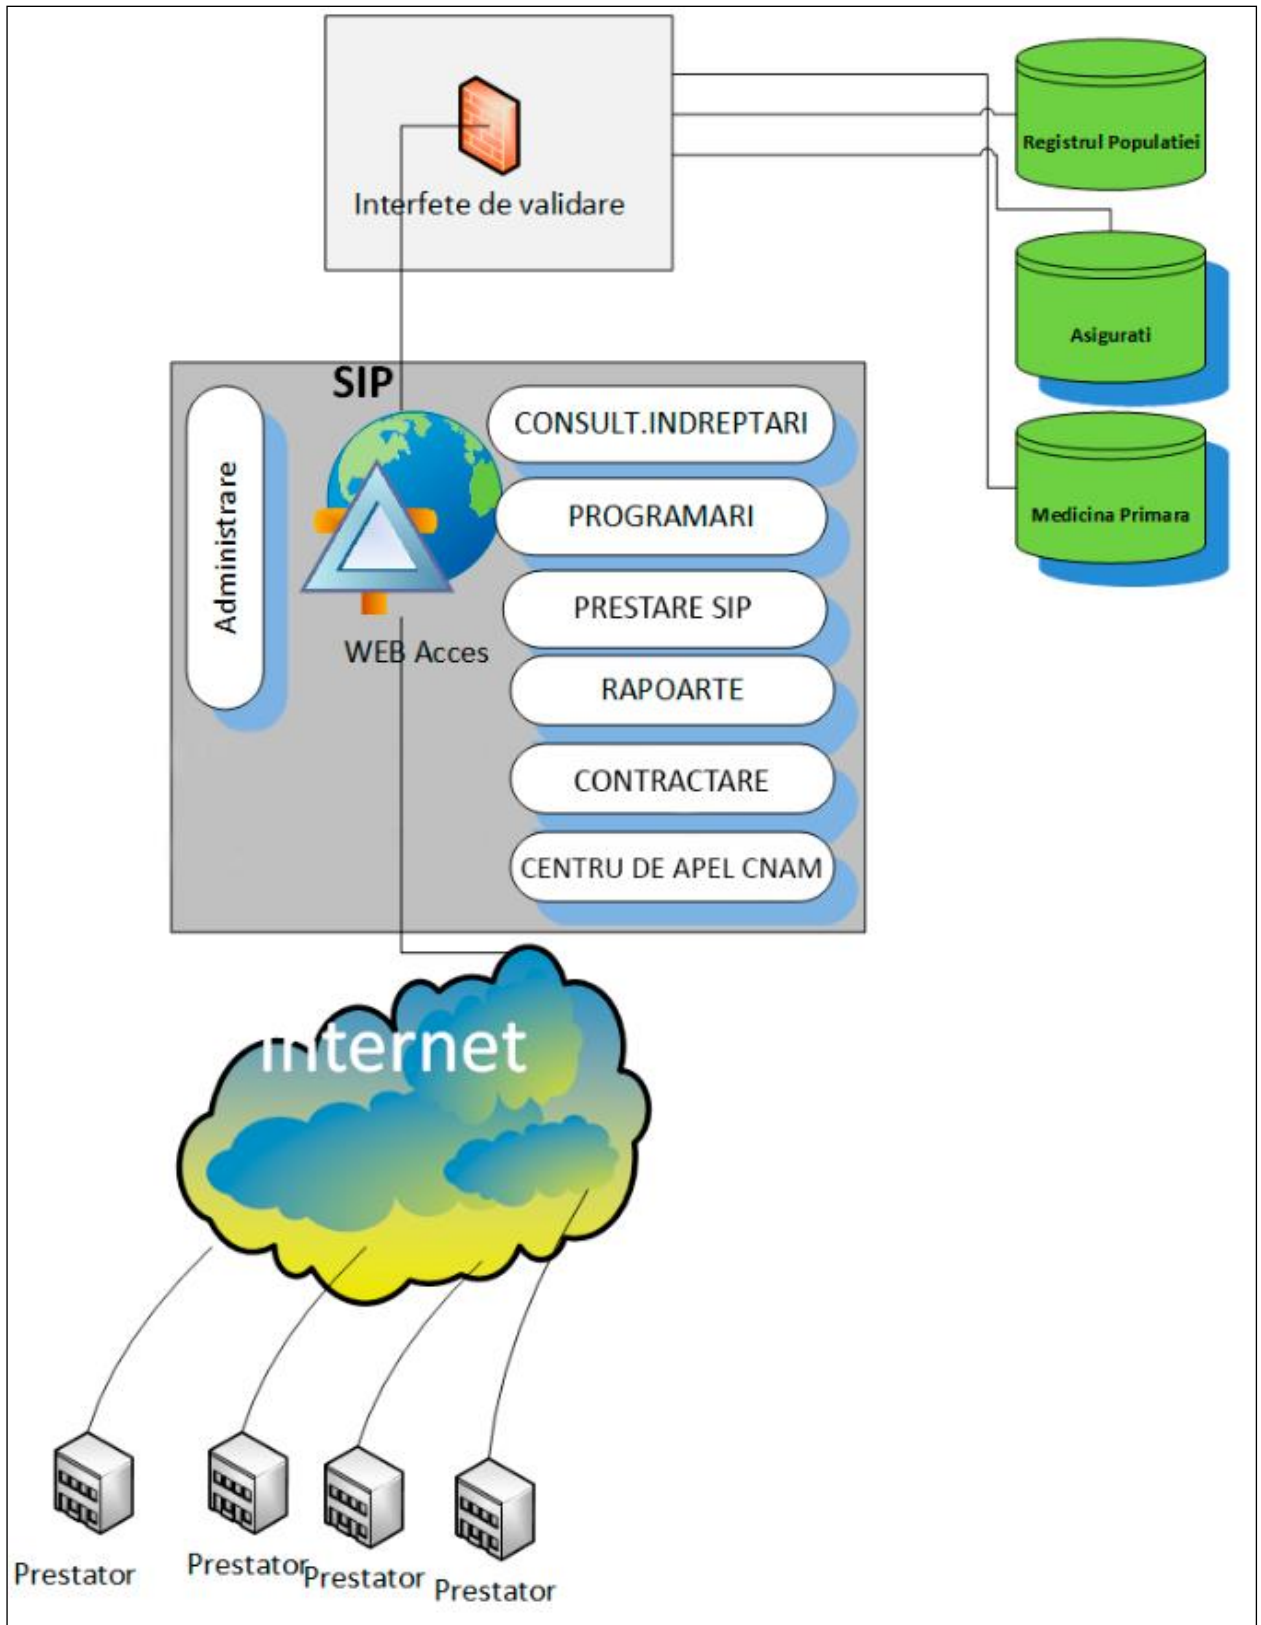 Interfete de validare
Registrul Populatiei
Asigurati
Medicina Primara
SIP
Administrare
WEB Acces
CONSULT.INDREPTARI
PROGRAMARI
PRESTARE SIP
RAPOARTE
CONTRACTARE
CENTRU DE APEL CNAM
Internet
Prestator
Prestator
Prestator
Prestator